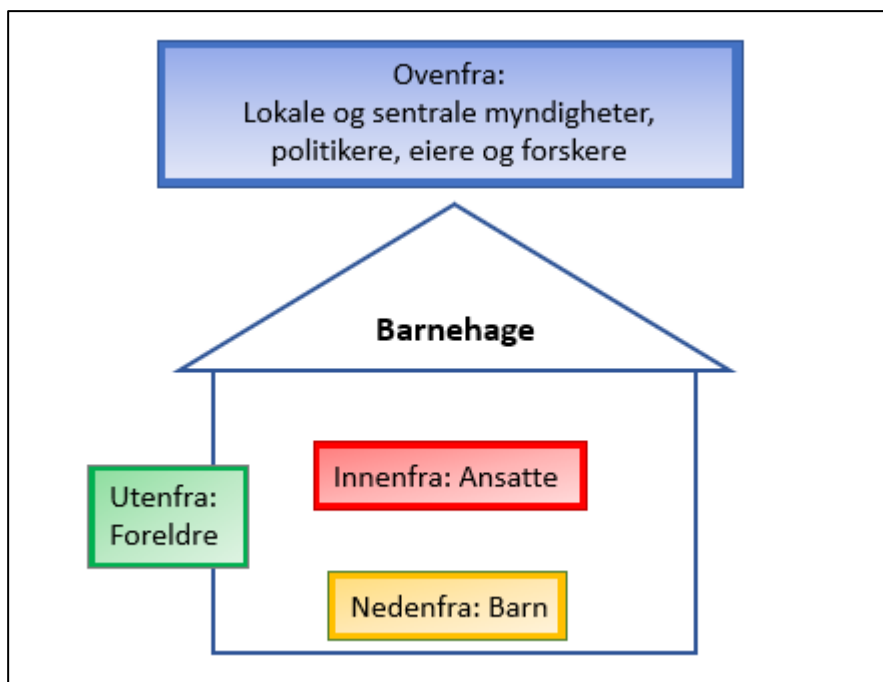 Ovenfra:
Lokale og sentrale myndigheter,
politikere, eiere og forskere
Barnehage
Innenfra: Ansatte
Utenfra:
Foreldre
Nedenfra: Barn